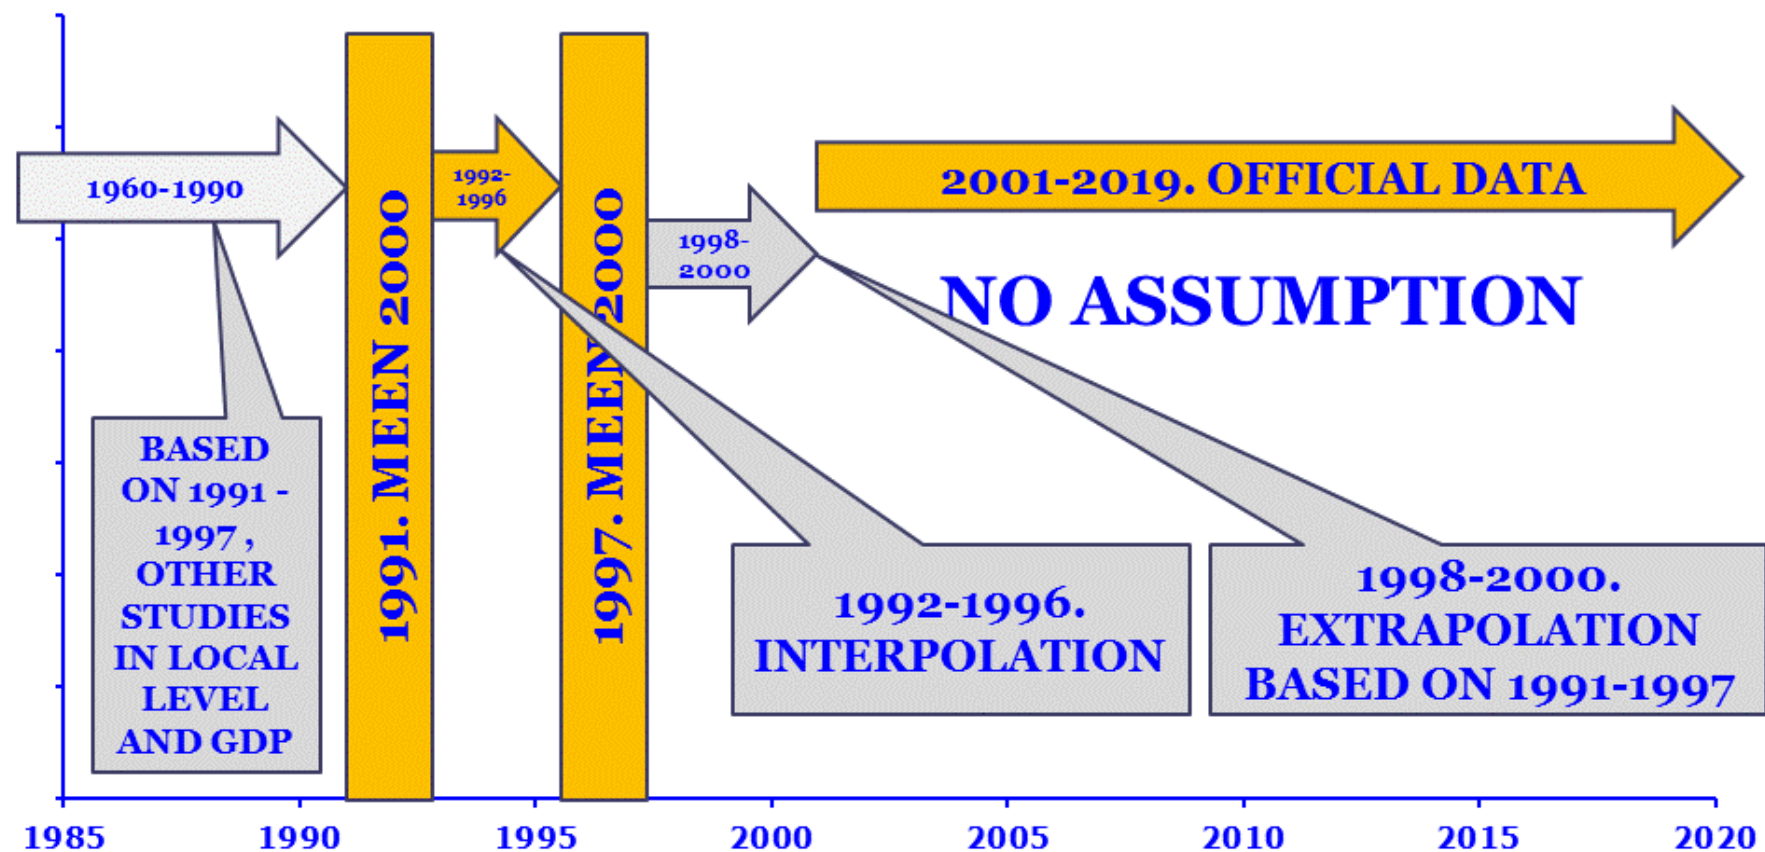 1960-1990
1991. MEEN 2000
1992-
1996
1997. MEEN 2000
1998-
2000
2001-2019. OFFICIAL DATA
NO ASSUMPTION
BASED
ON 1991 -
1997 ,
OTHER
STUDIES
IN LOCAL
LEVEL
AND GDP
1992-1996.
INTERPOLATION
1998-2000.
EXTRAPOLATION
BASED ON 1991-1997
1985 1990 1995 2000 2005 2010 2015 2020